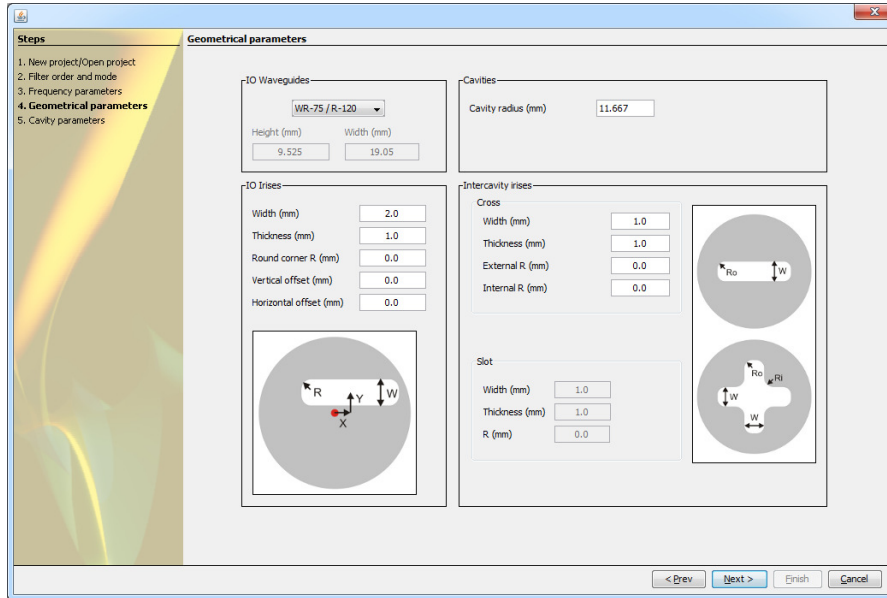 Steps
1. New project/Open project
2. Filter order and mode
3. Frequency parameters
4. Geometrical parameters
5. Cavity parameters
Geometrical parameters
IO Waveguides
WR-75 / R-120
Height (mm) Width (mm)
9.525 19.05
Cavities
Cavity radius (mm) 11.667
IO Irises
Width (mm) 2.0
Thickness (mm) 1.0
Round corner R (mm) 0.0
Vertical offset (mm) 0.0
Horizontal offset (mm) 0.0
R W
Y
X
Intercavity irises
Cross
Width (mm) 1.0
Thickness (mm) 1.0
External R (mm) 0.0
Internal R (mm) 0.0
Slot
Width (mm) 1.0
Thickness (mm) 1.0
R (mm) 0.0
Ro W
Ro Ri
W
W
< Prev Next > Finish Cancel